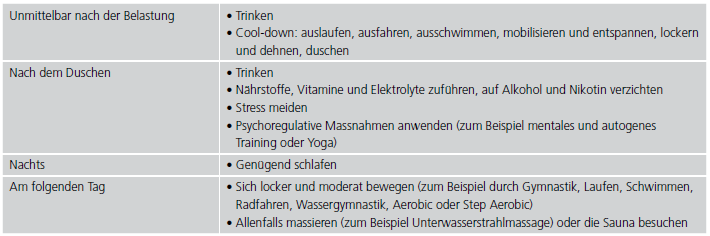 Unmittelbar nach der Belastung
• Trinken
• Cool-down: auslaufen, ausfahren, ausschwimmen, mobilisieren und entspannen, lockern
und dehnen, duschen
Nach dem Duschen
• Trinken
• Nährstoffe, Vitamine und Elektrolyte zuführen, auf Alkohol und Nikotin verzichten
• Stress meiden
• Psychoregulative Massnahmen anwenden (zum Beispiel mentales und autogenes
Training oder Yoga)
Nachts
• Genügend schlafen
Am folgenden Tag
• Sich locker und moderat bewegen (zum Beispiel durch Gymnastik, Laufen, Schwimmen,
Radfahren, Wassergymnastik, Aerobic oder Step Aerobic)
• Allenfalls massieren (zum Beispiel Unterwasserstrahlmassage) oder die Sauna besuchen